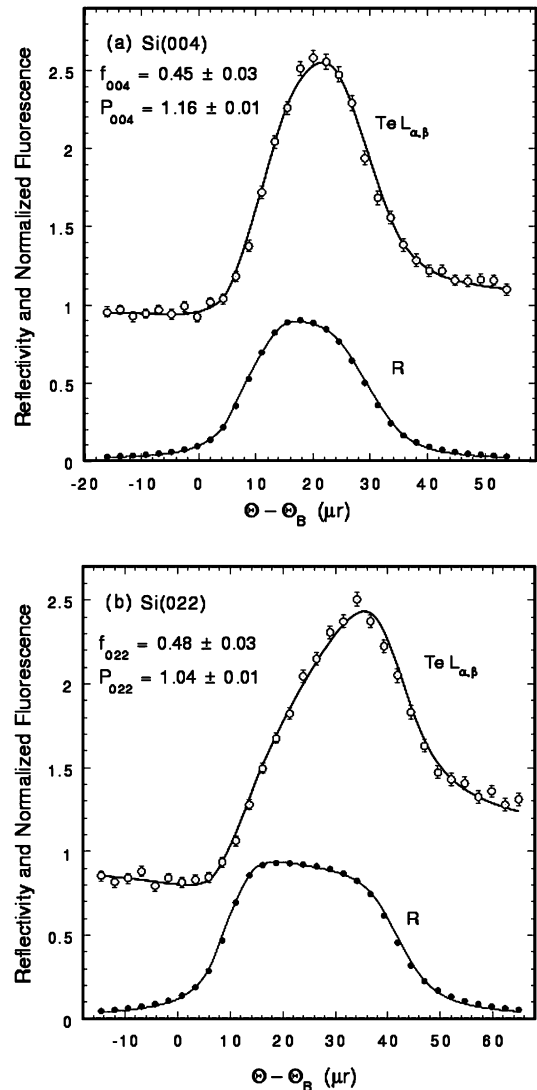 (a) Si(004)
f004 = 0.45 ± 0.03
P004 = 1.16 ± 0.01
Te Lα,β
R
Reflectivity and Normalized Fluorescence
2.5
2
1.5
1
0.5
0
-20 -10 0 10 20 30 40 50
Θ − ΘB (μr)
(b) Si(022)
f022 = 0.48 ± 0.03
P022 = 1.04 ± 0.01
Te Lα,β
R
Reflectivity and Normalized Fluorescence
2.5
2
1.5
1
0.5
0
-10 0 10 20 30 40 50 60
Θ − ΘB (μr)